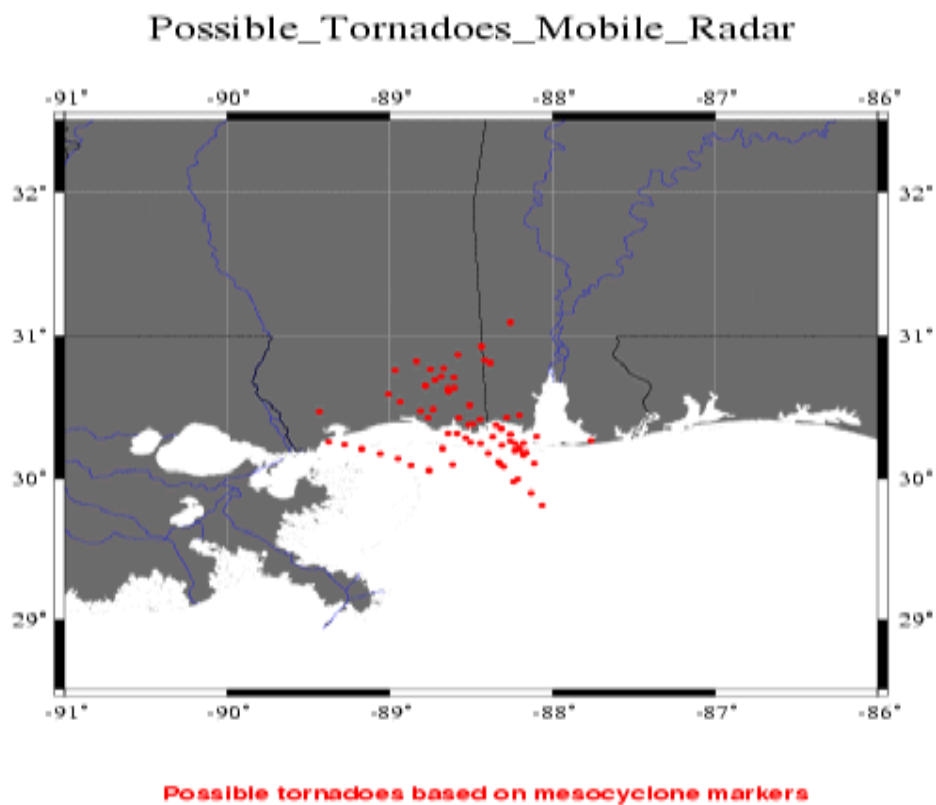 Possible_Tornadoes_Mobile_Radar
-91° -90° -89° -88° -87° -86°
32° 32°
31° 31°
30° 30°
29° 29°
-91° -90° -89° -88° -87° -86°
Possible tornadoes based on mesocyclone markers